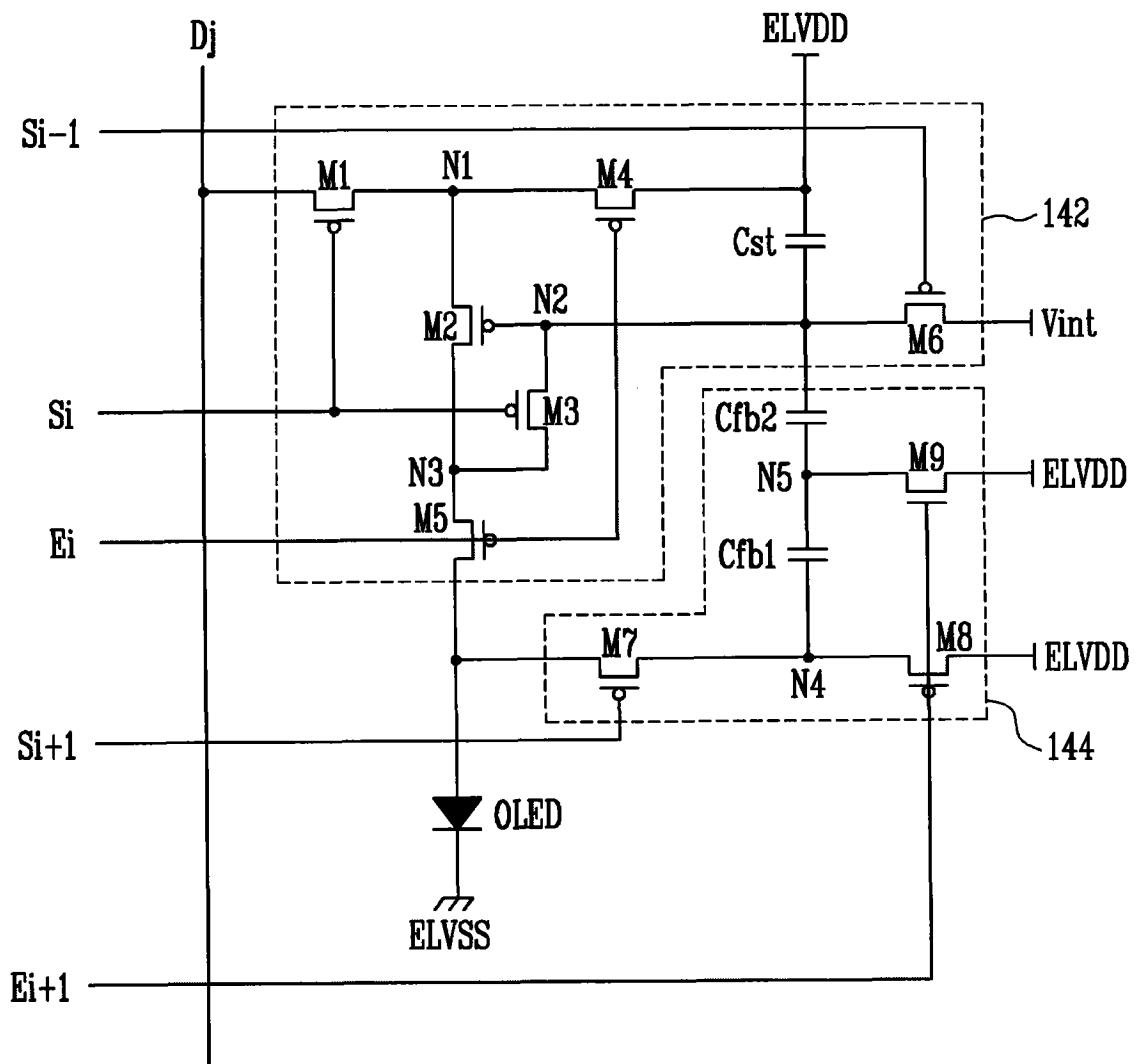 Dj
ELVDD
Si-1
M1
N1
M4
142
Cst
M2
N2
M6
Vint
Si
M3
Cfb2
N3
N5
M9
ELVDD
Ei
M5
Cfb1
M7
M8
N4
ELVDD
Si+1
144
OLED
ELVSS
Ei+1